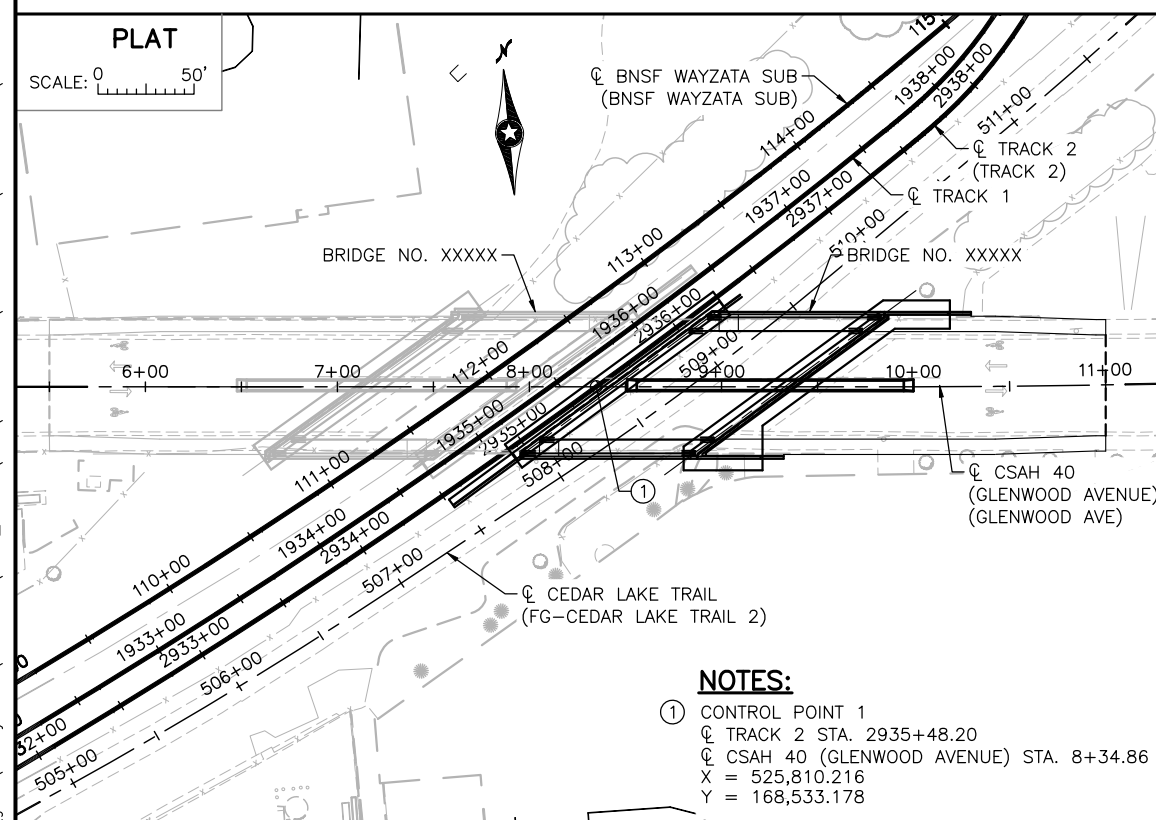 PLAT
SCALE: 0 50'
N
115
℄ BNSF WAYZATA SUB
(BNSF WAYZATA SUB)
1938+00
2938+00
511+00
114+00
℄ TRACK 2
(TRACK 2)
℄ TRACK 1
1937+00
2937+00
510+00
113+00
BRIDGE NO. XXXXX
BRIDGE NO. XXXXX
1936+00
2936+00
509+00
112+00
6+00
7+00
8+00
9+00
10+00
11+00
1935+00
2935+00
508+00
111+00
1
℄ CSAH 40
(GLENWOOD AVENUE)
(GLENWOOD AVE)
1934+00
2934+00
507+00
110+00
℄ CEDAR LAKE TRAIL
(FG-CEDAR LAKE TRAIL 2)
1933+00
2933+00
506+00
32+00
505+00
NOTES:
1 CONTROL POINT 1
℄ TRACK 2 STA. 2935+48.20
℄ CSAH 40 (GLENWOOD AVENUE) STA. 8+34.86
X = 525,810.216
Y = 168,533.178